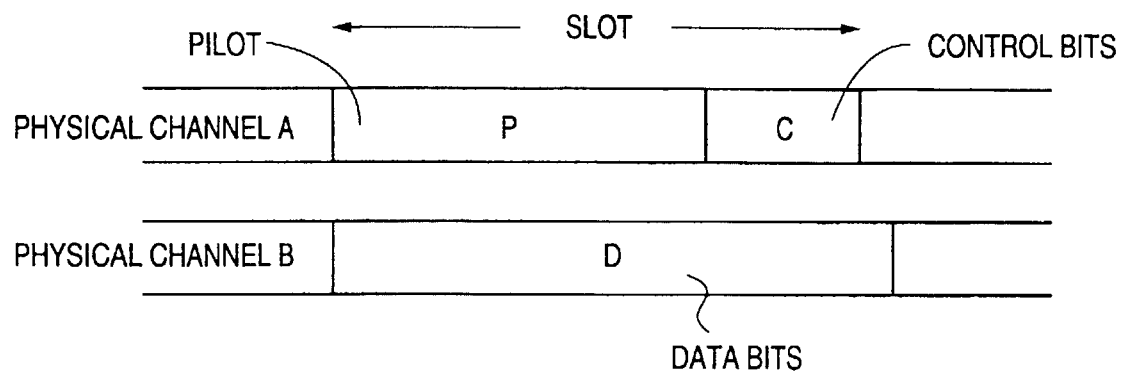 SLOT
PILOT
CONTROL BITS
PHYSICAL CHANNEL A
P
C
PHYSICAL CHANNEL B
D
DATA BITS